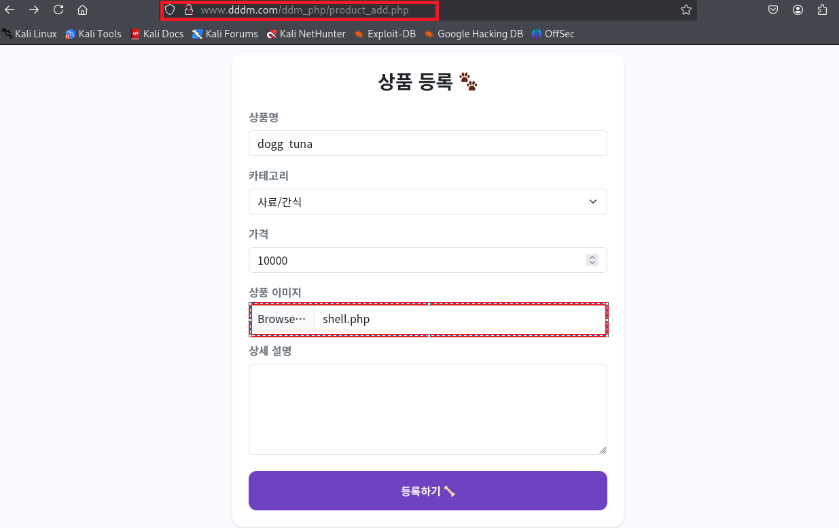 www.dddm.com/ddm_php/product_add.php
Kali Linux Kali Tools Kali Docs Kali Forums Kali NetHunter Exploit-DB Google Hacking DB OffSec
상품 등록
상품명
dogg tuna
카테고리
사료/간식
가격
10000
상품 이미지
Browse… shell.php
상세 설명
등록하기